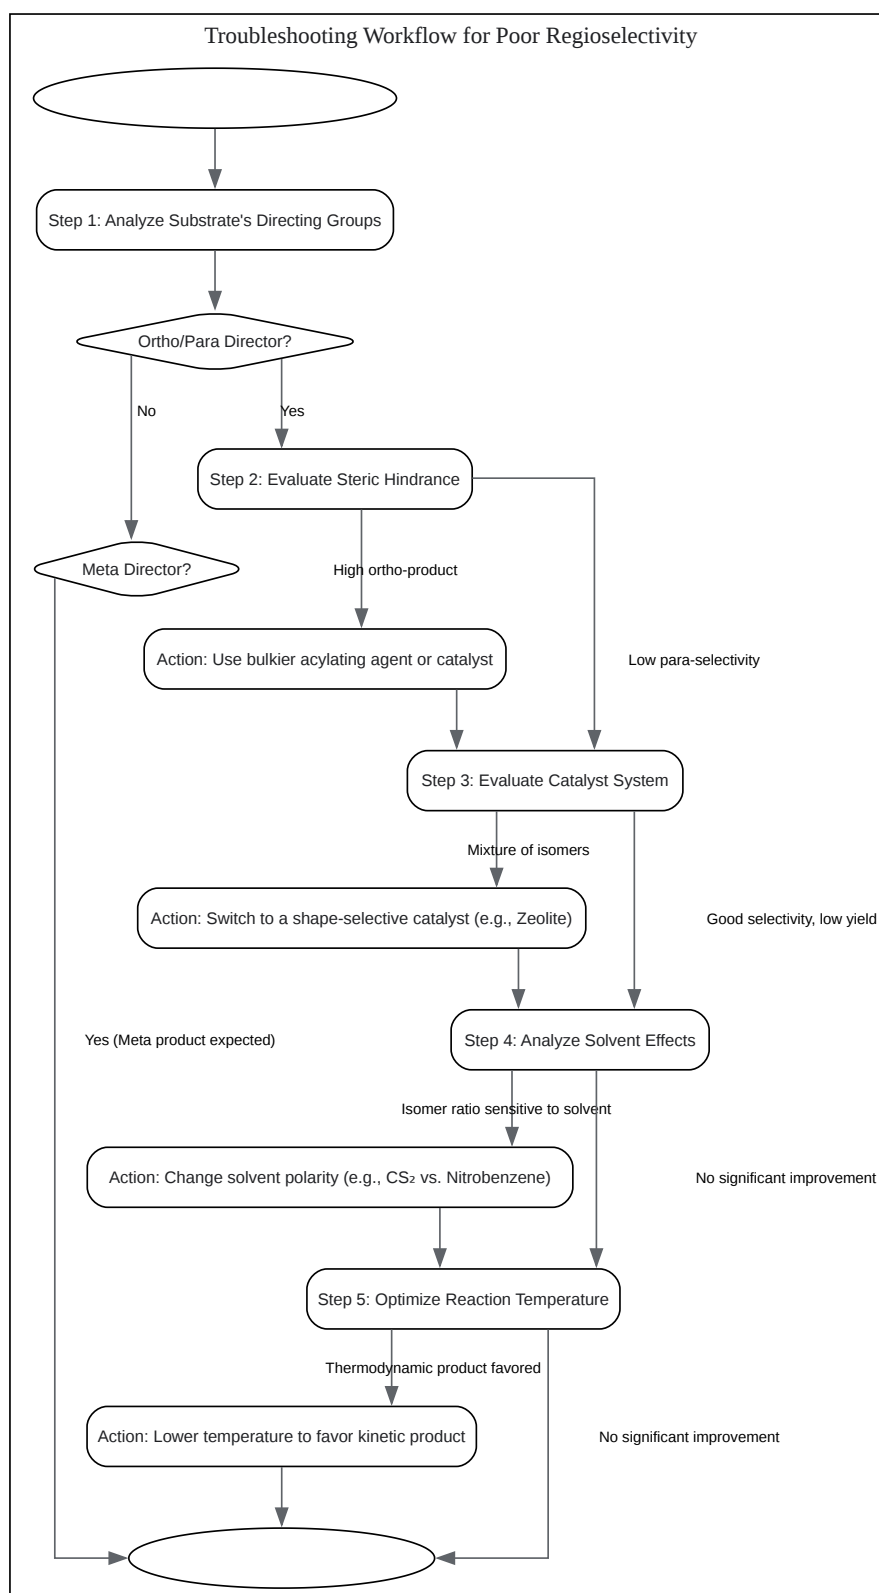 Troubleshooting Workflow for Poor Regioselectivity
Step 1: Analyze Substrate's Directing Groups
Ortho/Para Director?
No
Yes
Step 2: Evaluate Steric Hindrance
Meta Director?
High ortho-product
Action: Use bulkier acylating agent or catalyst
Low para-selectivity
Step 3: Evaluate Catalyst System
Mixture of isomers
Action: Switch to a shape-selective catalyst (e.g., Zeolite)
Good selectivity, low yield
Yes (Meta product expected)
Step 4: Analyze Solvent Effects
Isomer ratio sensitive to solvent
Action: Change solvent polarity (e.g., CS₂ vs. Nitrobenzene)
No significant improvement
Step 5: Optimize Reaction Temperature
Thermodynamic product favored
Action: Lower temperature to favor kinetic product
No significant improvement